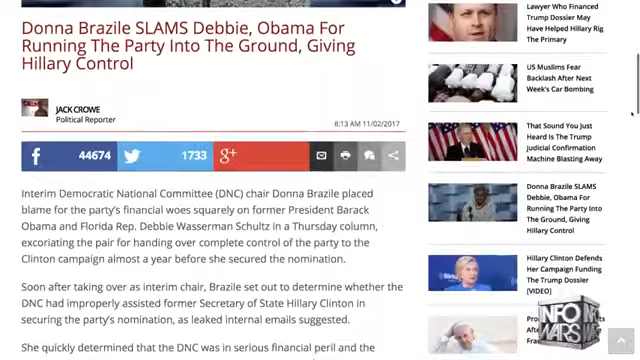 Donna Brazile SLAMS Debbie, Obama For
Running The Party Into The Ground, Giving
Hillary Control
JACK CROWE
Political Reporter
8:13 AM 11/02/2017
f 44674
1733
g+
Interim Democratic National Committee (DNC) chair Donna Brazile placed
blame for the party's financial woes squarely on former President Barack
Obama and Florida Rep. Debbie Wasserman Schultz in a Thursday column,
excoriating the pair for handing over complete control of the party to the
Clinton campaign almost a year before she secured the nomination.
Soon after taking over as interim chair, Brazile set out to determine whether the
DNC had improperly assisted former Secretary of State Hillary Clinton in
securing the party's nomination, as leaked internal emails suggested.
She quickly determined that the DNC was in serious financial peril and the
Lawyer Who
Financed
Trump Dossier May
Have Helped Hillary Rig
The Primary
US Muslims Fear
Backlash After Next
Week's Car Bombing
That Sound You Just
Heard Is The Trump
Judicial Confirmation
Machine Blasting Away
Donna Brazile SLAMS
Debbie, Obama For
Running The Party Into
The Ground, Giving
Hillary Control
Hillary Clinton Defends
Her Campaign Funding
The Trump Dossier
[VIDEO]
INFO
WARS